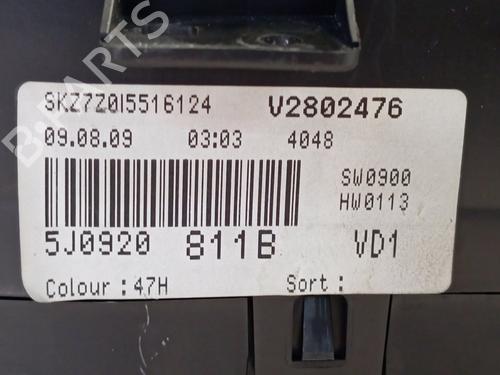 SKZ7Z0I5516124 V2802476
09.08.09 03:03 4048
SW0900
HW0113
5J0920 811B VD1
Colour : 47H Sort :
B-PARTS